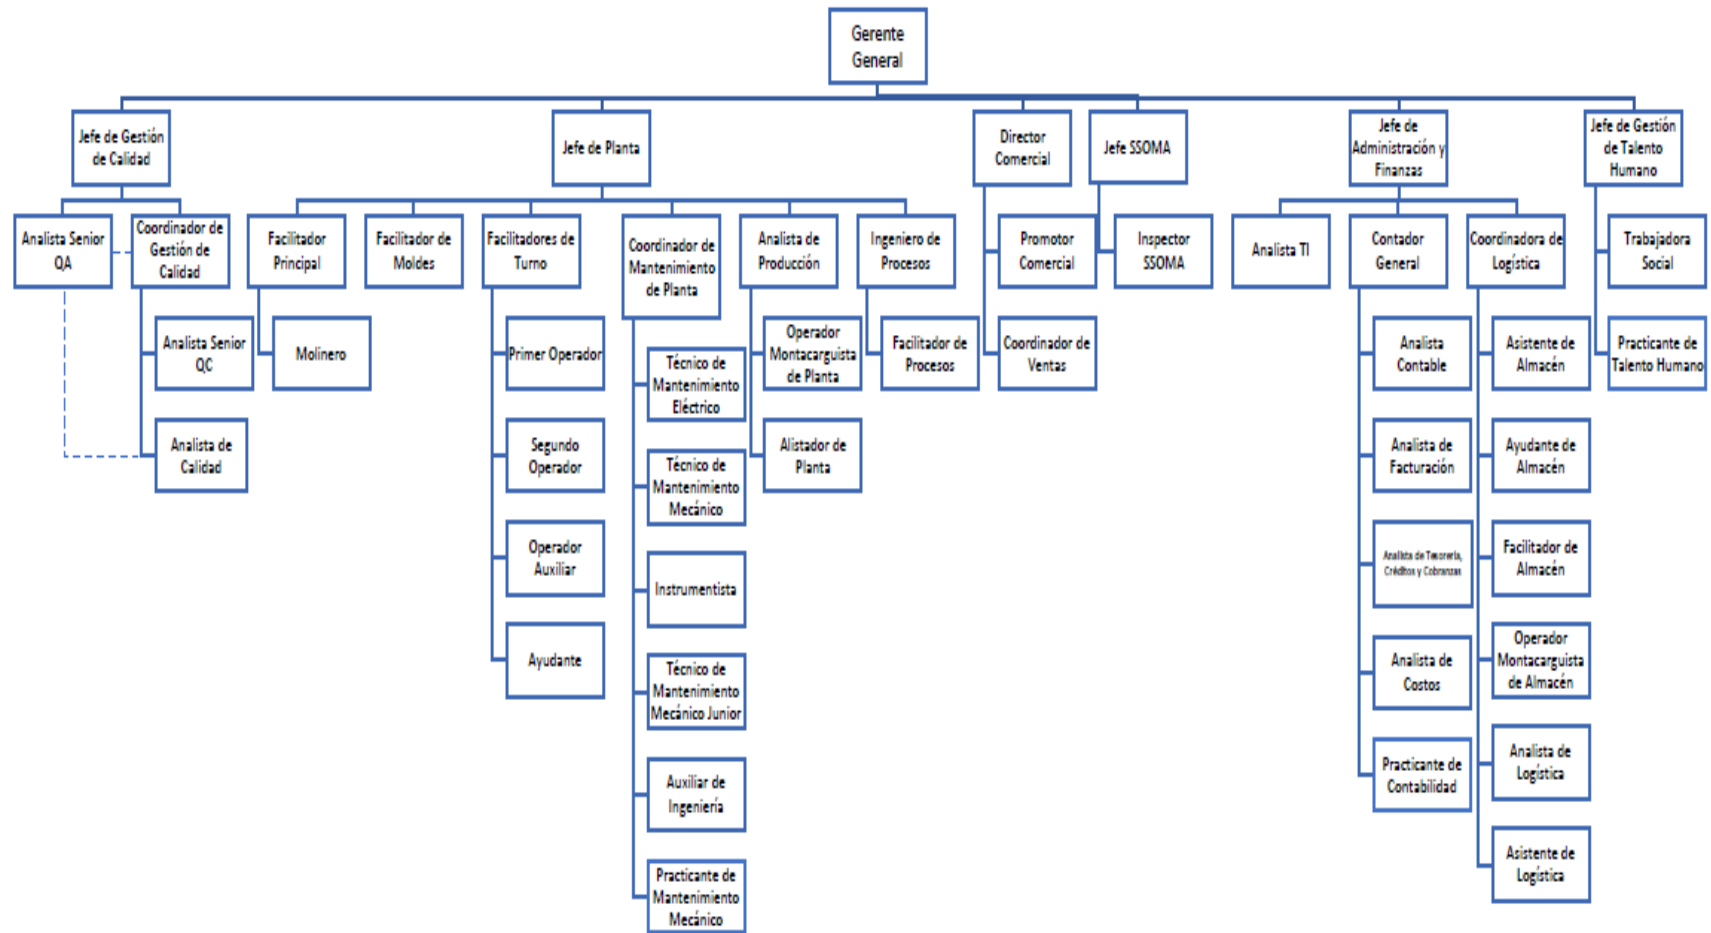 Gerente
General
Jefe de Gestión
de Calidad
Jefe de Planta
Director
Comercial
Jefe SSOMA
Jefe de
Administración y
Finanzas
Jefe de Gestión
de Talento
Humano
Analista Senior
QA
Coordinador de
Gestión de
Calidad
Facilitador
Principal
Facilitador de
Moldes
Facilitadores de
Turno
Coordinador de
Mantenimiento
de Planta
Analista de
Producción
Ingeniero de
Procesos
Promotor
Comercial
Inspector
SSOMA
Analista TI
Contador
General
Coordinadora de
Logística
Trabajadora
Social
Analista Senior
QC
Molinero
Primer Operador
Técnico de
Mantenimiento
Eléctrico
Operador
Montacarguista
de Planta
Facilitador de
Procesos
Coordinador de
Ventas
Analista
Contable
Asistente de
Almacén
Practicante de
Talento Humano
Analista de
Calidad
Segundo
Operador
Técnico de
Mantenimiento
Mecánico
Alistador de
Planta
Analista de
Facturación
Ayudante de
Almacén
Operador
Auxiliar
Instrumentista
Analista de Tesorería,
Créditos y Cobranzas
Facilitador de
Almacén
Ayudante
Técnico de
Mantenimiento
Mecánico Junior
Analista de
Costos
Operador
Montacarguista
de Almacén
Auxiliar de
Ingeniería
Practicante de
Contabilidad
Analista de
Logística
Practicante de
Mantenimiento
Mecánico
Asistente de
Logística